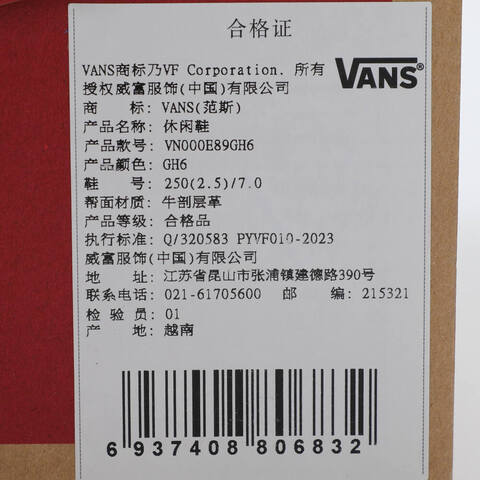 合格证
VANS商标乃VF Corporation. 所有
授权威富服饰(中国)有限公司
VANS®
商 标: VANS(范斯)
产品名称: 休闲鞋
产品款号: VN000E89GH6
产品颜色: GH6
鞋 号: 250(2.5)/7.0
帮面材质: 牛剖层革
产品等级: 合格品
执行标准: Q/320583 PYVF010-2023
威富服饰(中国)有限公司
地 址: 江苏省昆山市张浦镇建德路390号
联系电话: 021-61705600 邮 编: 215321
检 验 员: 01
产 地: 越南
6 937408 806832